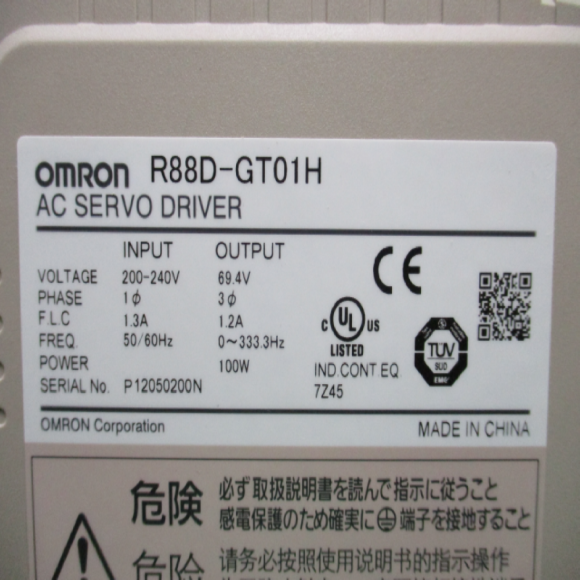 OMRON R88D-GT01H
AC SERVO DRIVER
INPUT OUTPUT
VOLTAGE 200-240V 69.4V
PHASE 1ϕ 3ϕ
F.L.C 1.3A 1.2A
FREQ. 50/60Hz 0~333.3Hz
POWER 100W
SERIAL No. P12050200N
CE
C UL US
LISTED
IND.CONT.EQ.
7Z45
TÜV
OMRON Corporation MADE IN CHINA
危険 必ず取扱説明書を読んで指示に従うこと
感電保護のため確実に端子を接地すること
危险 请务必按照使用说明书的指示操作